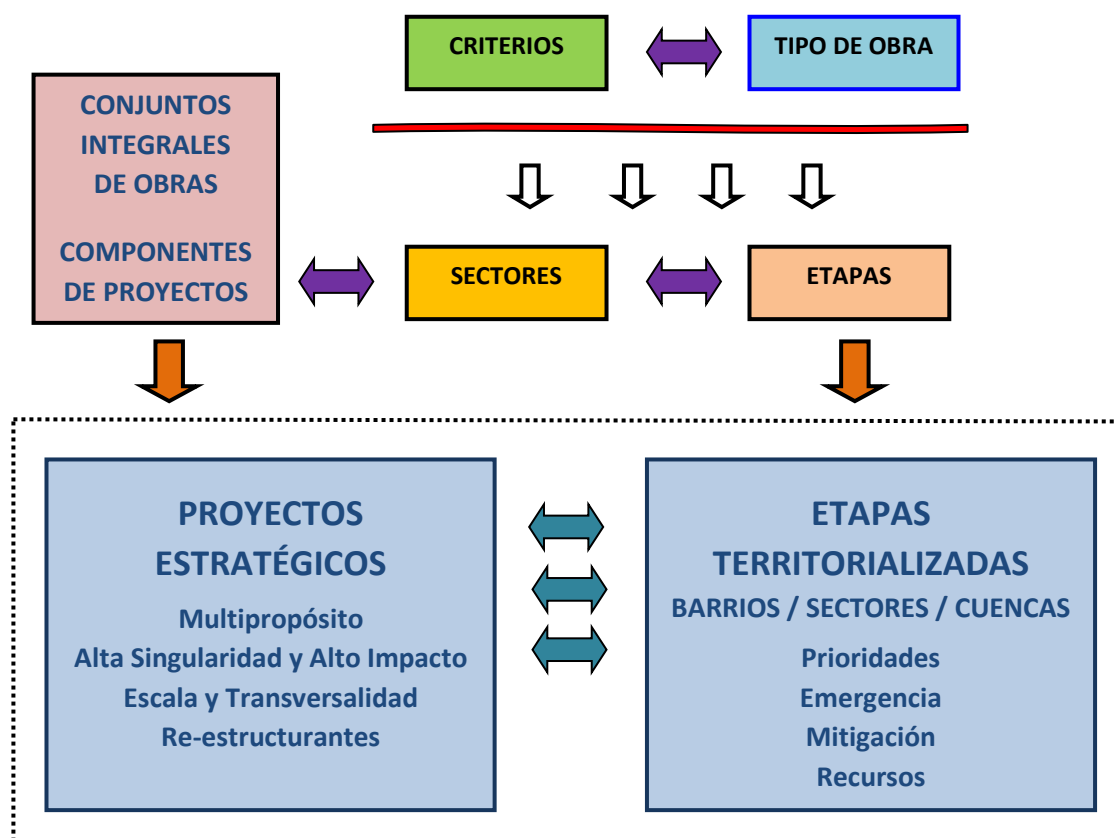 CRITERIOS
TIPO DE OBRA
CONJUNTOS
INTEGRALES
DE OBRAS
COMPONENTES
DE PROYECTOS
SECTORES
ETAPAS
PROYECTOS
ESTRATÉGICOS
Multipropósito
Alta Singularidad y Alto Impacto
Escala y Transversalidad
Re-estructurantes
ETAPAS
TERRITORIALIZADAS
BARRIOS / SECTORES / CUENCAS
Prioridades
Emergencia
Mitigación
Recursos